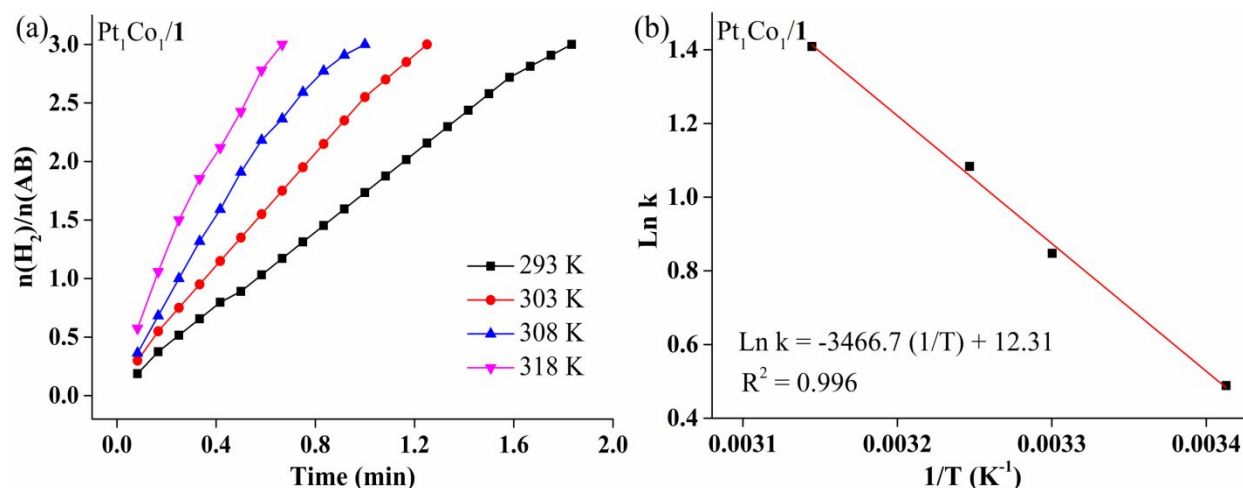 (a)
Pt₁Co₁/1
3.0
2.5
2.0
1.5
1.0
0.5
0.0
n(H₂)/n(AB)
293 K
303 K
308 K
318 K
0.0 0.4 0.8 1.2 1.6 2.0
Time (min)
(b)
Pt₁Co₁/1
1.4
1.2
1.0
0.8
0.6
0.4
Ln k
Ln k = -3466.7 (1/T) + 12.31
R² = 0.996
0.0031 0.0032 0.0033 0.0034
1/T (K⁻¹)